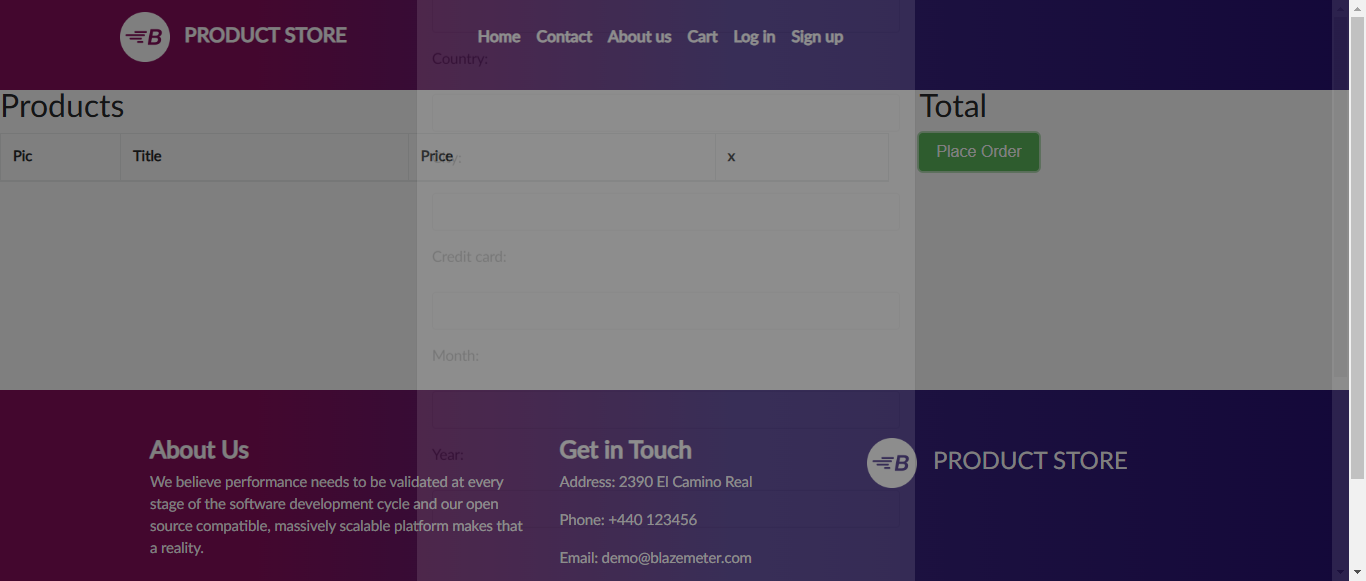 B PRODUCT STORE
Home Contact About us Cart Log in Sign up
Country:
Products
Total
Pic Title Price x
Place Order
Credit card:
Month:
About Us
We believe performance needs to be validated at every
stage of the software development cycle and our open
source compatible, massively scalable platform makes that
a reality.
Year:
Get in Touch
Address: 2390 El Camino Real
Phone: +440 123456
Email: demo@blazemeter.com
B PRODUCT STORE